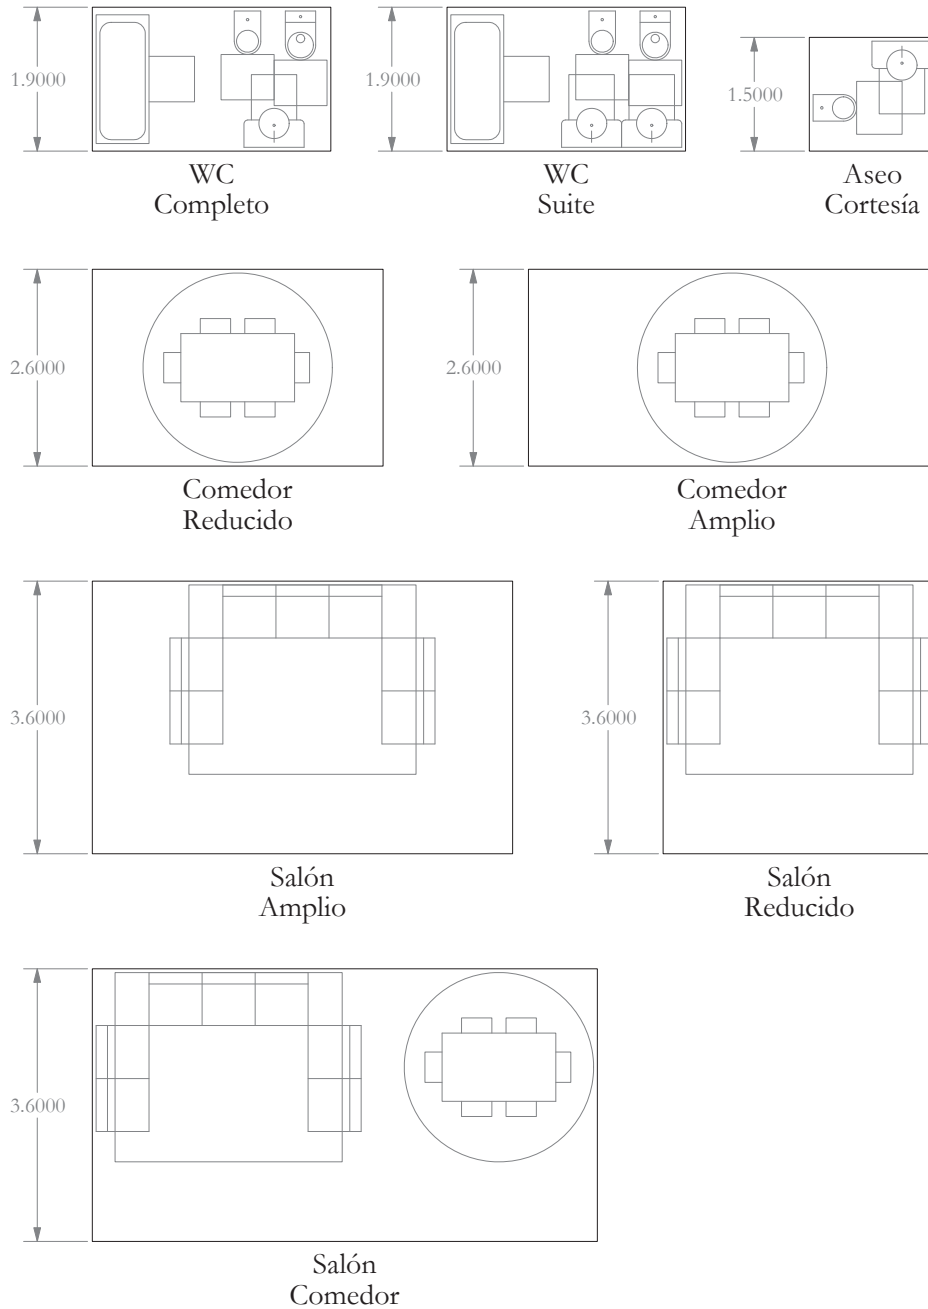 1.9000
WC
Completo
1.9000
WC
Suite
1.5000
Aseo
Cortesía
2.6000
Comedor
Reducido
2.6000
Comedor
Amplio
3.6000
Salón
Amplio
3.6000
Salón
Reducido
3.6000
Salón
Comedor